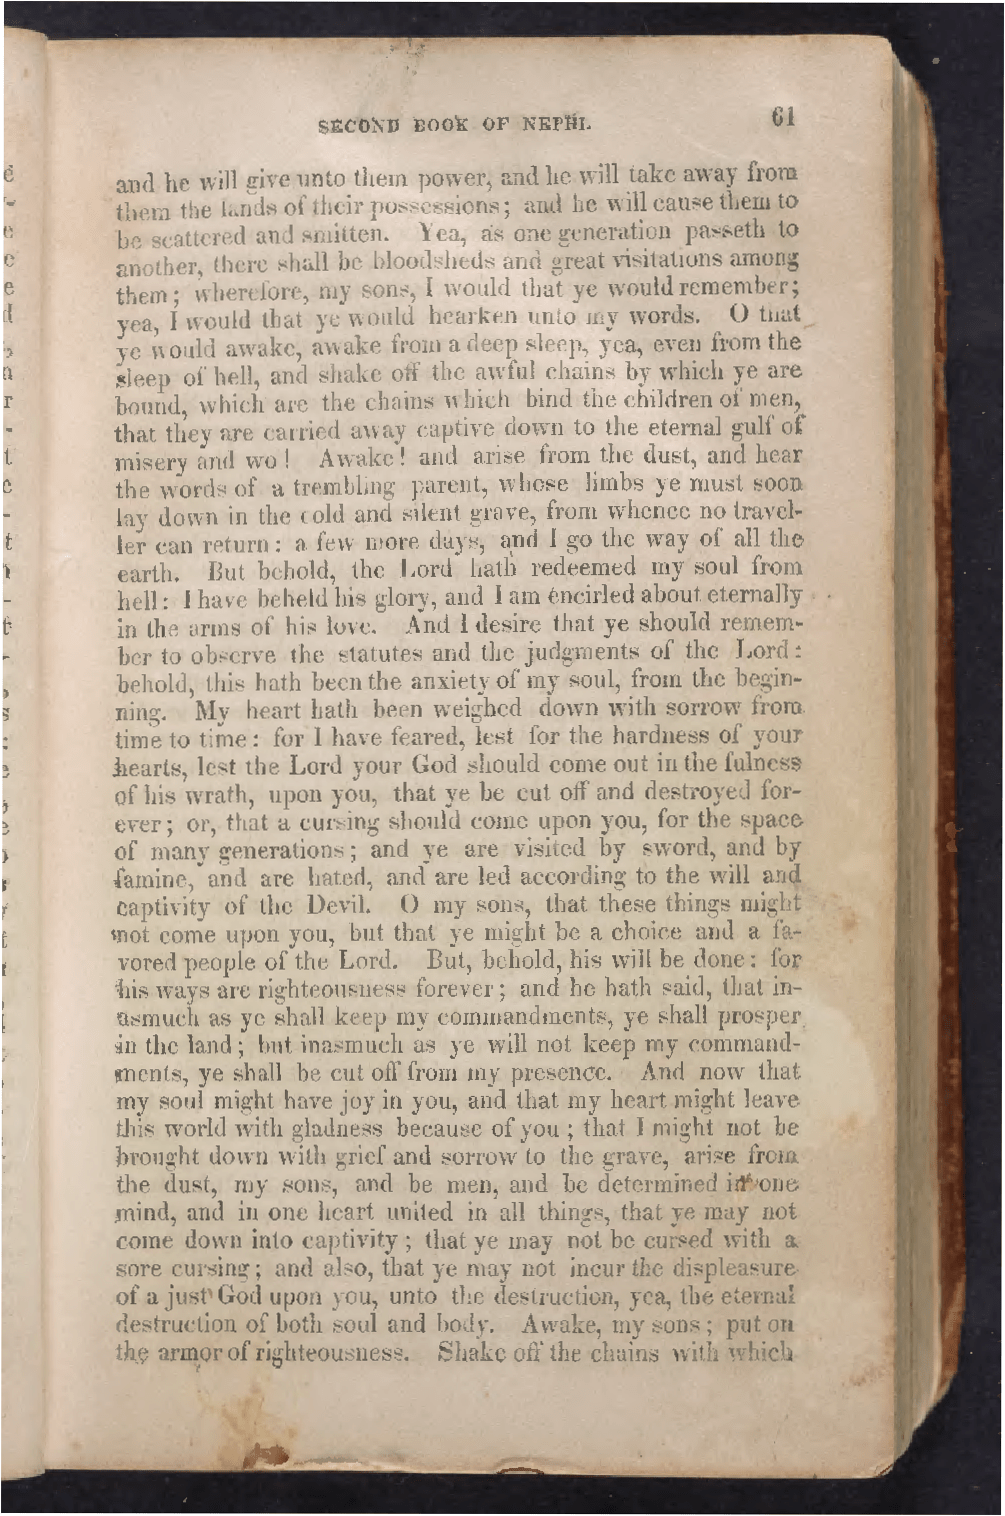 SECOND BOOK OF NEPHI. 61
and he will give unto them power, and he will take away from
them the lands of their possessions; and he will cause them to
be scattered and smitten. Yea, as one generation passeth to
another, there shall be bloodsheds and great visitations among
them; wherefore, my sons, I would that ye would remember;
yea, I would that ye would hearken unto my words. O that
ye would awake, awake from a deep sleep, yea, even from the
sleep of hell, and shake off the awful chains by which ye are
bound, which are the chains which bind the children of men,
that they are carried away captive down to the eternal gulf of
misery and wo! Awake! and arise from the dust, and hear
the words of a trembling parent, whose limbs ye must soon
lay down in the cold and silent grave, from whence no travel-
ler can return: a few more days, and I go the way of all the
earth. But behold, the Lord hath redeemed my soul from
hell: I have beheld his glory, and I am encirled about eternally
in the arms of his love. And I desire that ye should remem-
ber to observe the statutes and the judgments of the Lord:
behold, this hath been the anxiety of my soul, from the begin-
ning. My heart hath been weighed down with sorrow from
time to time: for I have feared, lest for the hardness of your
hearts, lest the Lord your God should come out in the fulness
of his wrath, upon you, that ye be cut off and destroyed for-
ever; or, that a cursing should come upon you, for the space
of many generations; and ye are visited by sword, and by
famine, and are hated, and are led according to the will and
captivity of the Devil. O my sons, that these things might
not come upon you, but that ye might be a choice and a fa-
vored people of the Lord. But, behold, his will be done: for
his ways are righteousness forever; and he hath said, that in-
asmuch as ye shall keep my commandments, ye shall prosper
in the land; but inasmuch as ye will not keep my command-
ments, ye shall be cut off from my presence. And now that
my soul might have joy in you, and that my heart might leave
this world with gladness because of you; that I might not be
brought down with grief and sorrow to the grave, arise from
the dust, my sons, and be men, and be determined in one
mind, and in one heart united in all things, that ye may not
come down into captivity; that ye may not be cursed with a
sore cursing; and also, that ye may not incur the displeasure
of a just God upon you, unto the destruction, yea, the eternal
destruction of both soul and body. Awake, my sons; put on
the armor of righteousness. Shake off the chains with which